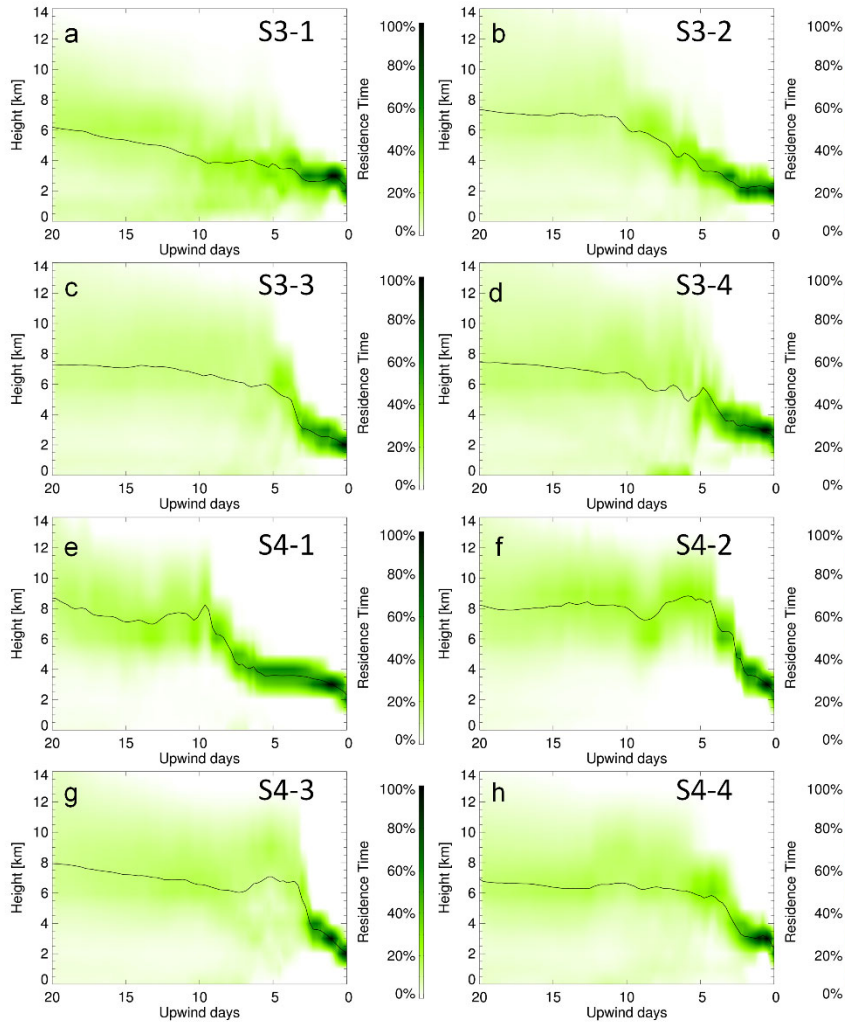 a S3-1
Height [km]
14
12
10
8
6
4
2
0
20 15 10 5 0
Upwind days
100%
80%
60%
40%
20%
0%
Residence Time
b S3-2
Height [km]
14
12
10
8
6
4
2
0
20 15 10 5 0
Upwind days
100%
80%
60%
40%
20%
0%
Residence Time
c S3-3
Height [km]
14
12
10
8
6
4
2
0
20 15 10 5 0
Upwind days
100%
80%
60%
40%
20%
0%
Residence Time
d S3-4
Height [km]
14
12
10
8
6
4
2
0
20 15 10 5 0
Upwind days
100%
80%
60%
40%
20%
0%
Residence Time
e S4-1
Height [km]
14
12
10
8
6
4
2
0
20 15 10 5 0
Upwind days
100%
80%
60%
40%
20%
0%
Residence Time
f S4-2
Height [km]
14
12
10
8
6
4
2
0
20 15 10 5 0
Upwind days
100%
80%
60%
40%
20%
0%
Residence Time
g S4-3
Height [km]
14
12
10
8
6
4
2
0
20 15 10 5 0
Upwind days
100%
80%
60%
40%
20%
0%
Residence Time
h S4-4
Height [km]
14
12
10
8
6
4
2
0
20 15 10 5 0
Upwind days
100%
80%
60%
40%
20%
0%
Residence Time